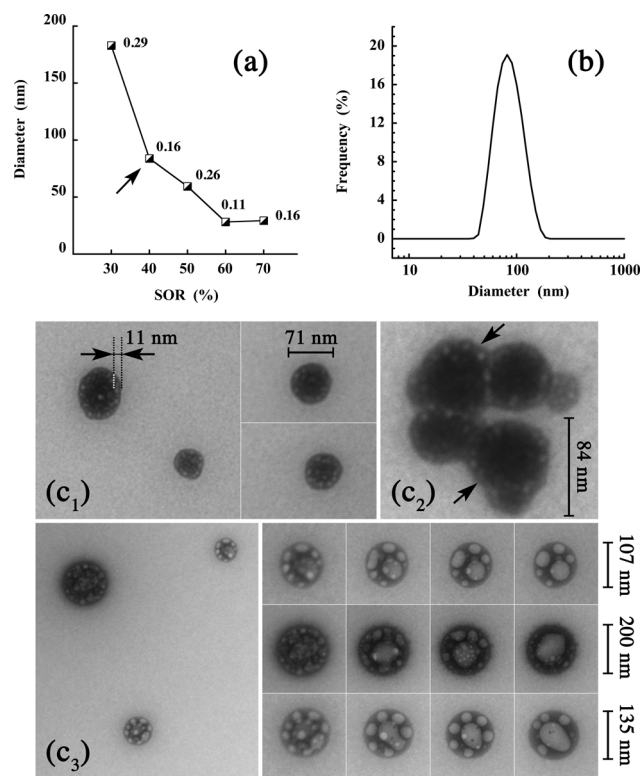 (a)
200
150
100
50
0
Diameter (nm)
0.29
0.16
0.26
0.11
0.16
30 40 50 60 70
SOR (%)
(b)
20
16
12
8
4
0
Frequency (%)
10 100 1000
Diameter (nm)
11 nm
71 nm
(c1)
84 nm
(c2)
(c3)
107 nm
200 nm
135 nm